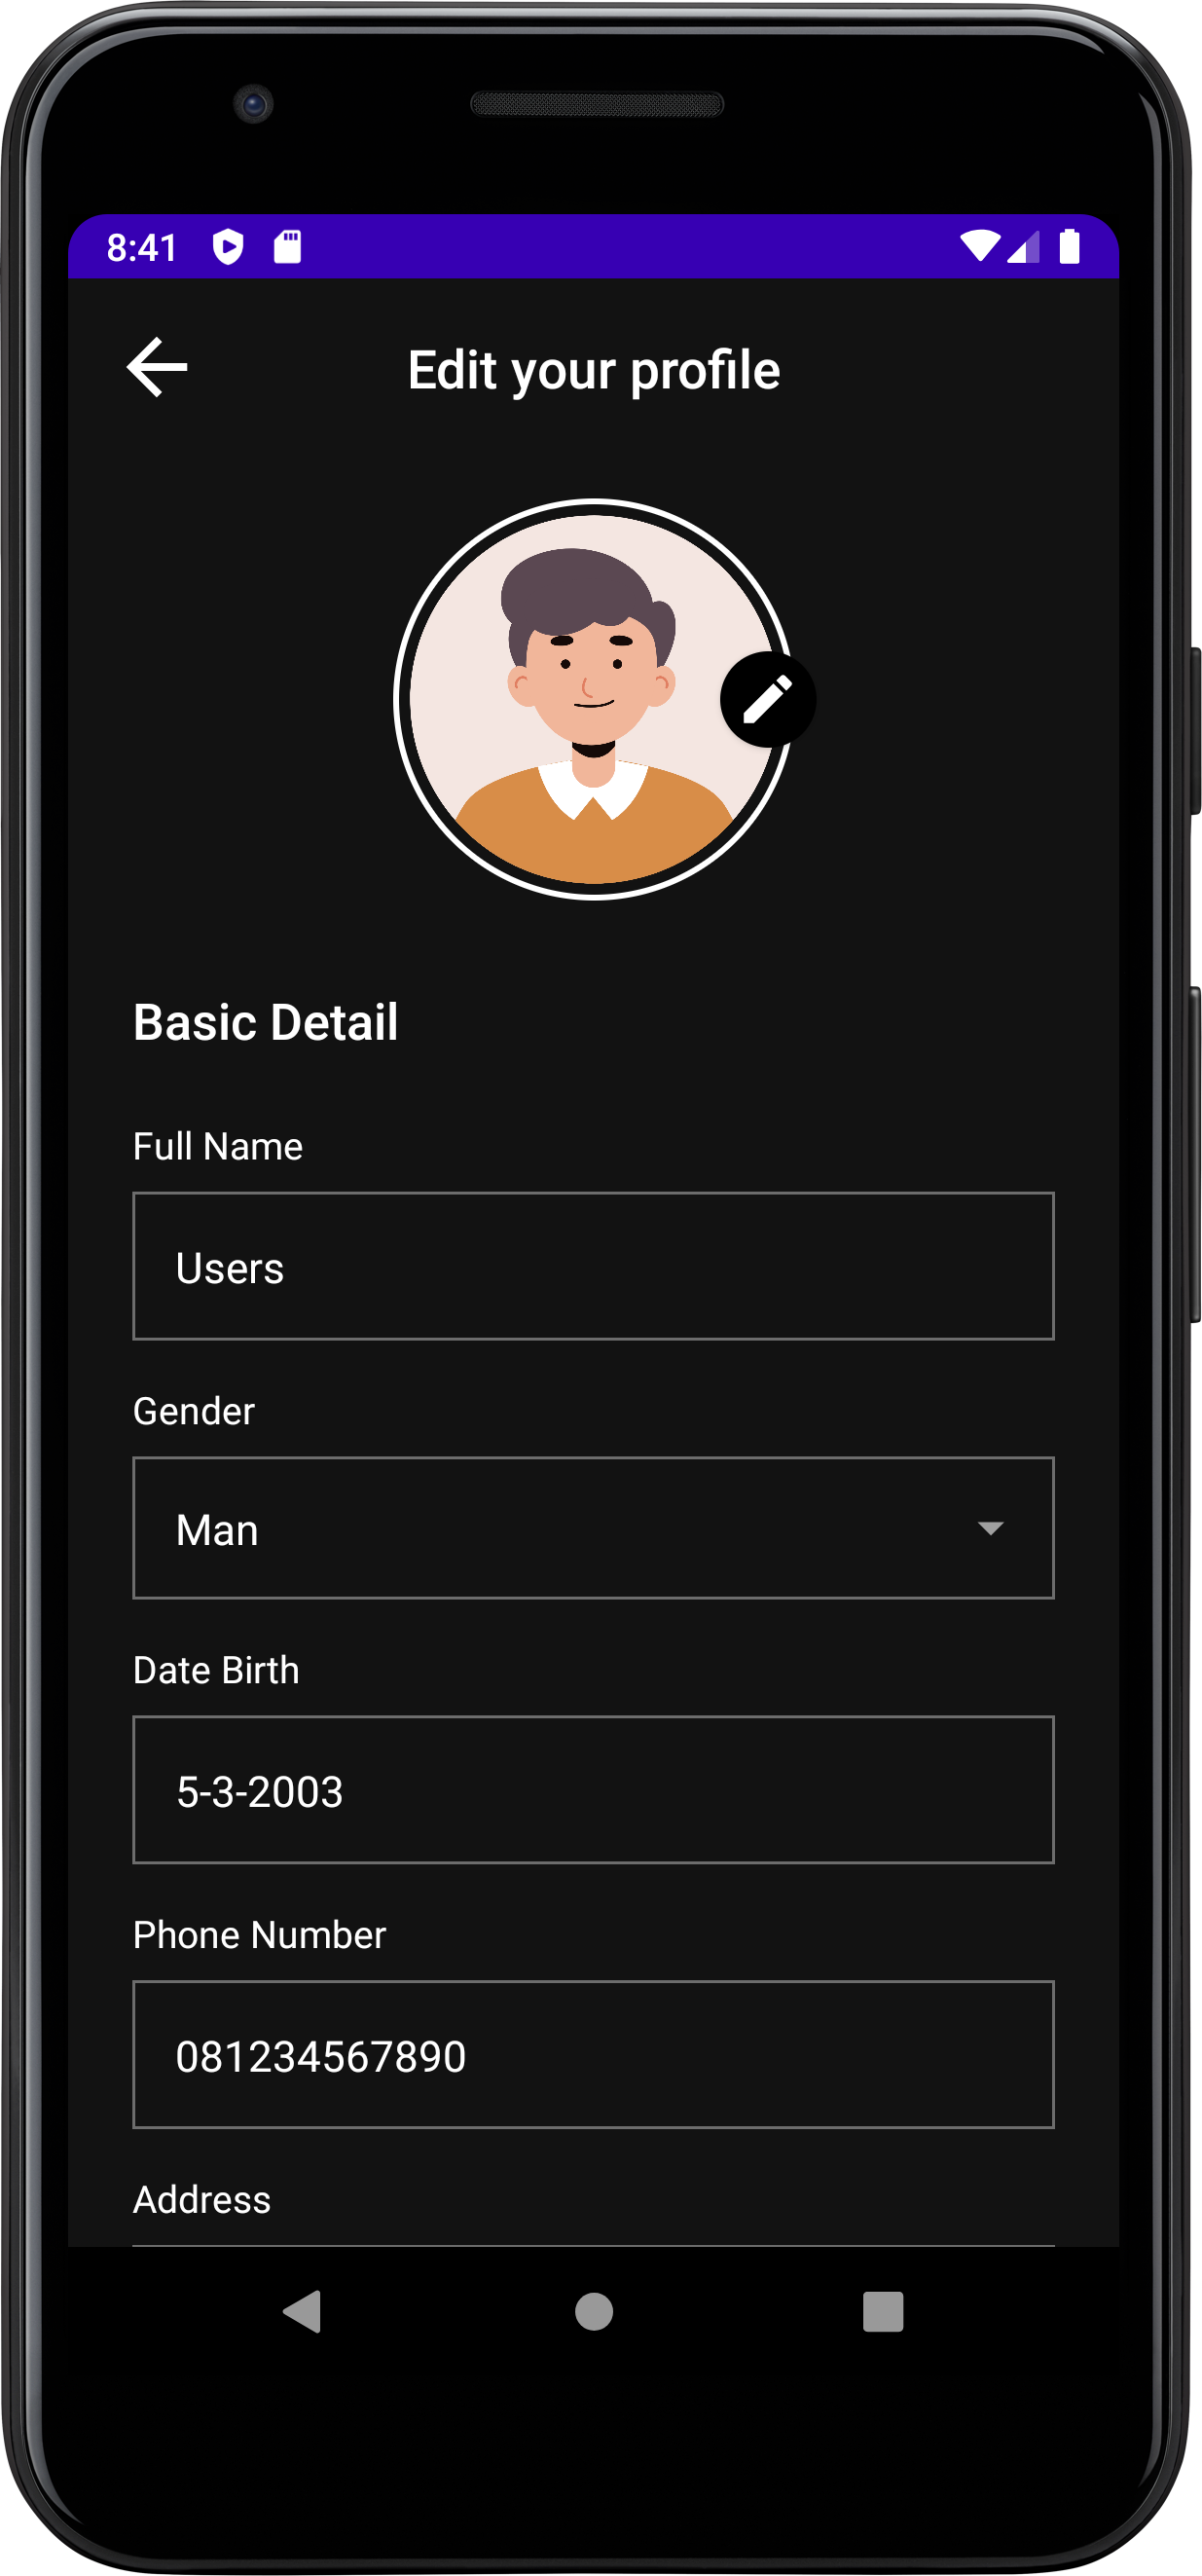 8:41
Edit your profile
Basic Detail
Full Name
Users
Gender
Man
Date Birth
5-3-2003
Phone Number
081234567890
Address